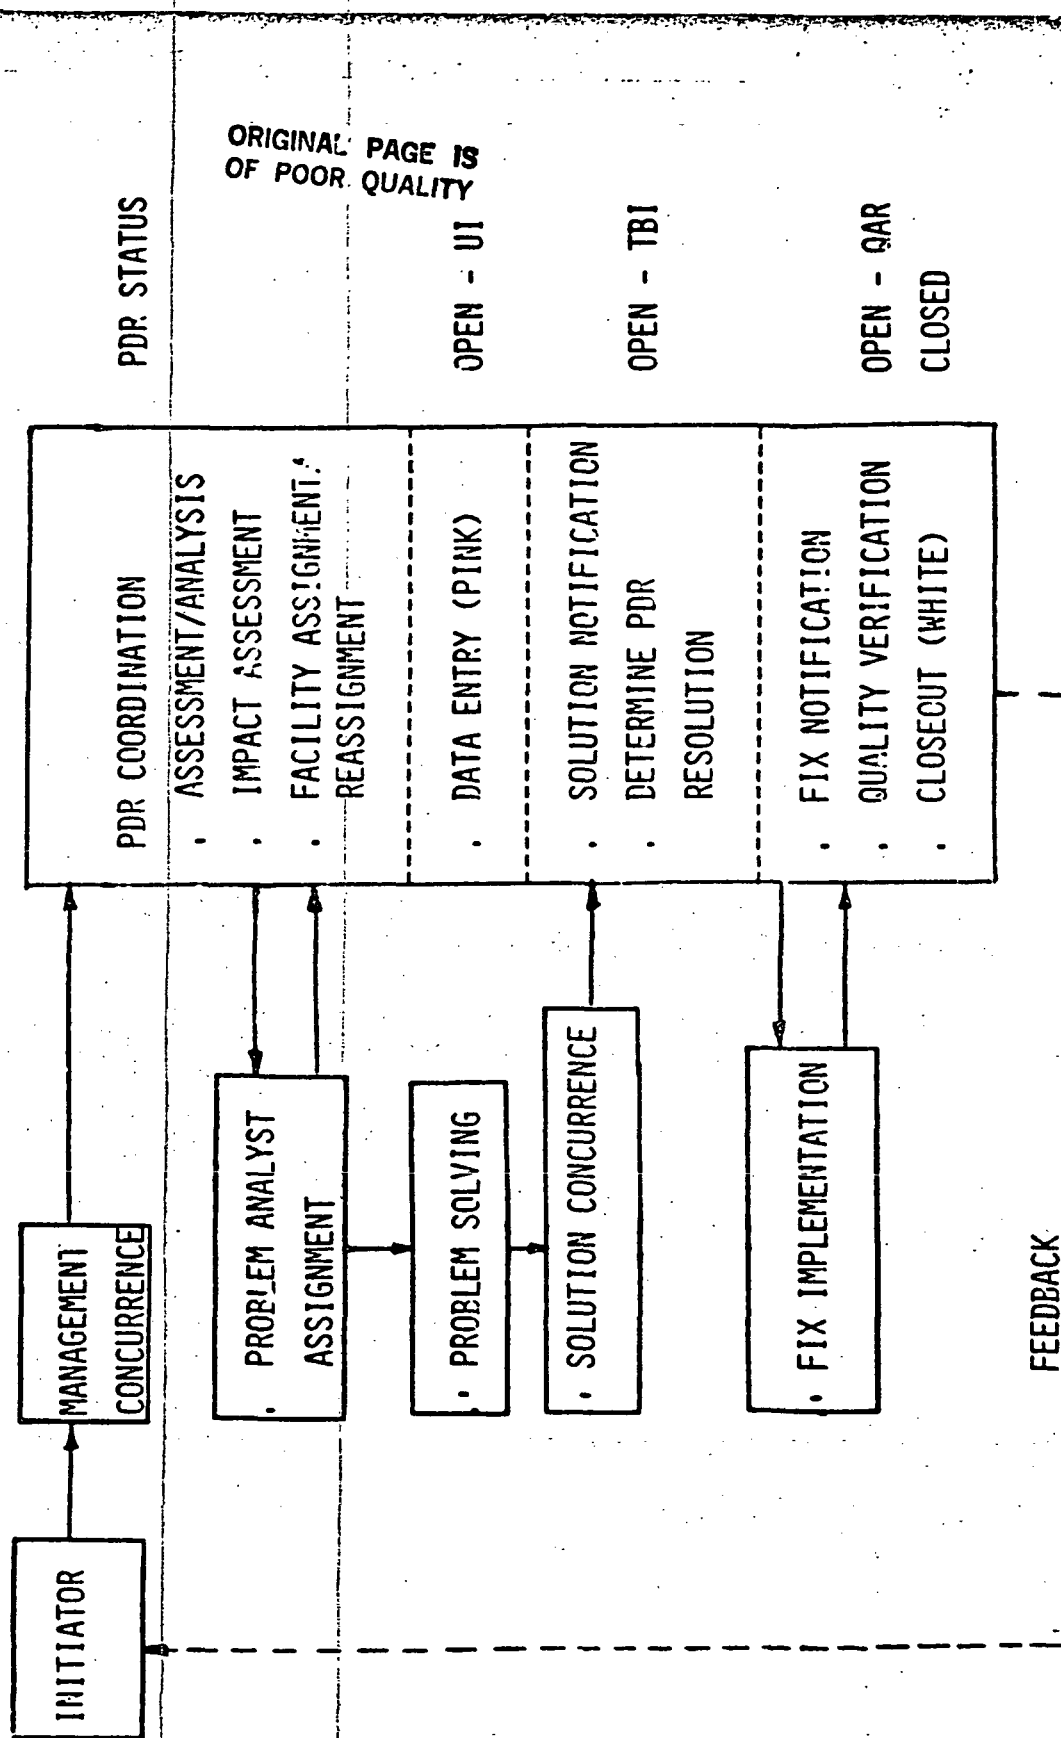 ORIGINAL PAGE IS
OF POOR QUALITY
INITIATOR
MANAGEMENT
CONCURRENCE
PDR COORDINATION
PDR STATUS
· ASSESSMENT/ANALYSIS
· IMPACT ASSESSMENT
· FACILITY ASSIGNMENT/
REASSIGNMENT
· PROBLEM ANALYST
ASSIGNMENT
· PROBLEM SOLVING
· DATA ENTRY (PINK)
OPEN - UI
· SOLUTION CONCURRENCE
· SOLUTION NOTIFICATION
· DETERMINE PDR
RESOLUTION
OPEN - TBI
· FIX IMPLEMENTATION
· FIX NOTIFICATION
· QUALITY VERIFICATION
· CLOSEOUT (WHITE)
OPEN - QAR
CLOSED
FEEDBACK